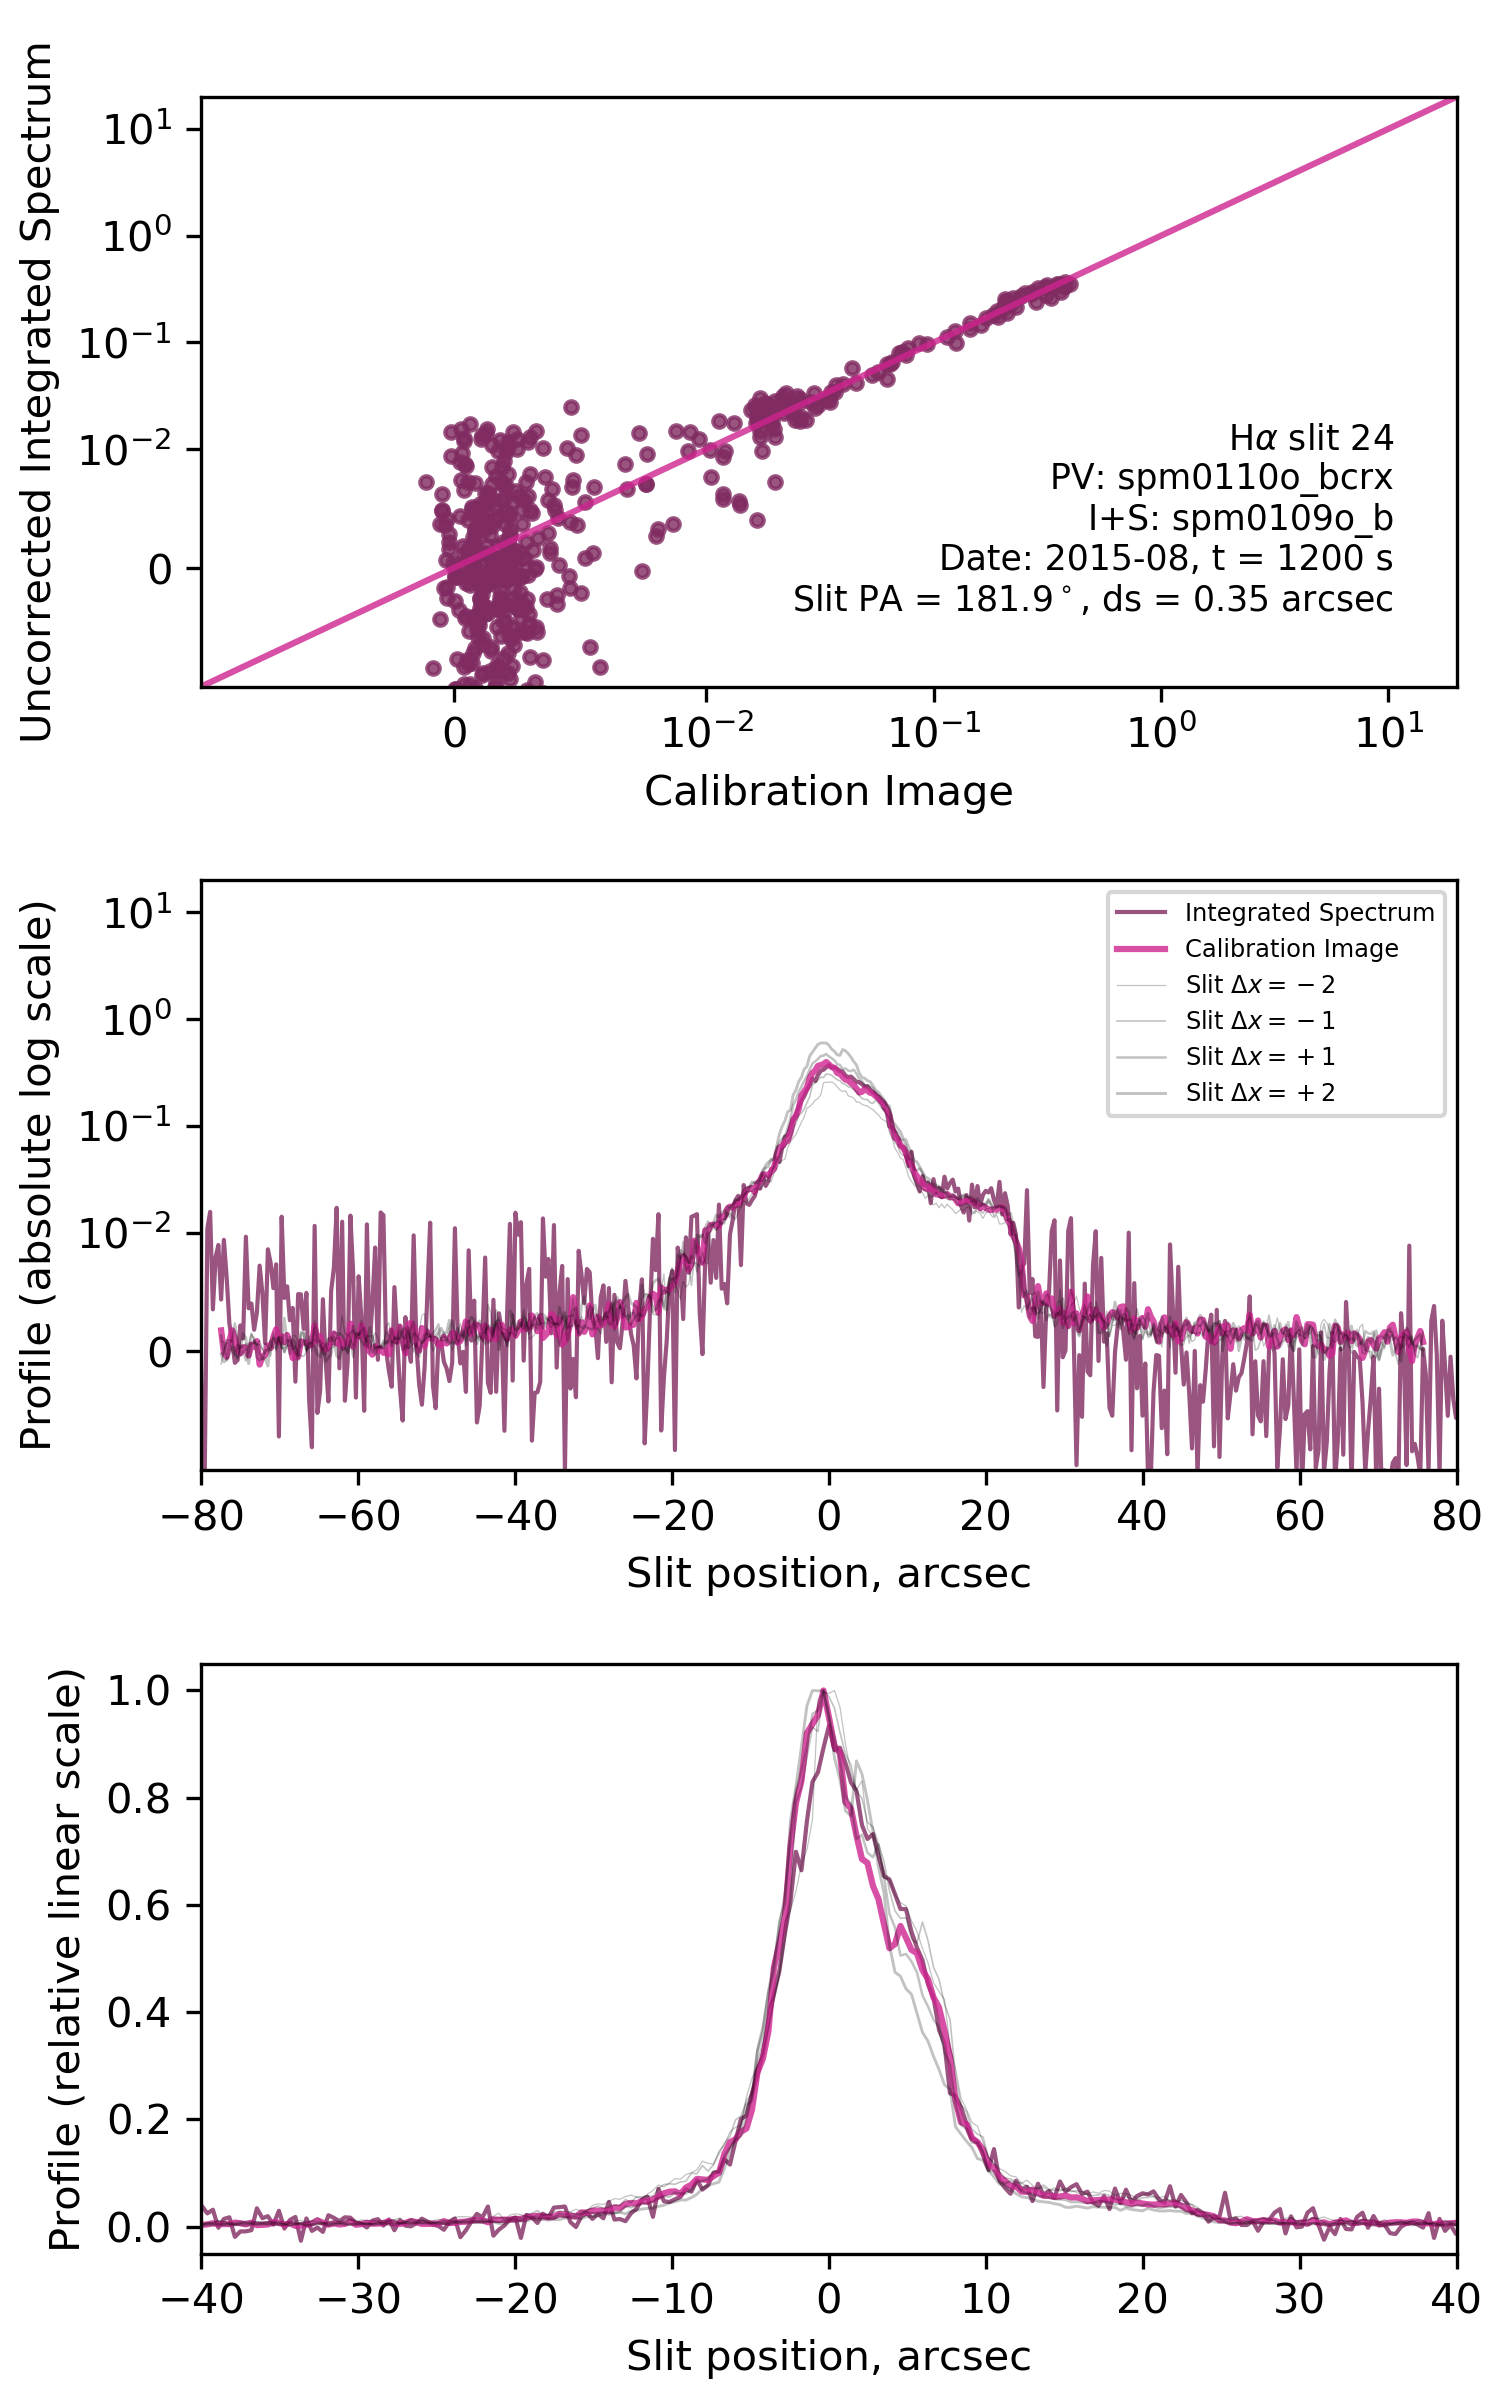 Uncorrected Integrated Spectrum
10¹
10⁰
10⁻¹
10⁻²
0
Hα slit 24
PV: spm0110o_bcrx
I+S: spm0109o_b
Date: 2015-08, t = 1200 s
Slit PA = 181.9°, ds = 0.35 arcsec
0 10⁻² 10⁻¹ 10⁰ 10¹
Calibration Image
Profile (absolute log scale)
10¹
10⁰
10⁻¹
10⁻²
0
Integrated Spectrum
Calibration Image
Slit Δx = −2
Slit Δx = −1
Slit Δx = +1
Slit Δx = +2
−80 −60 −40 −20 0 20 40 60 80
Slit position, arcsec
Profile (relative linear scale)
1.0
0.8
0.6
0.4
0.2
0.0
−40 −30 −20 −10 0 10 20 30 40
Slit position, arcsec